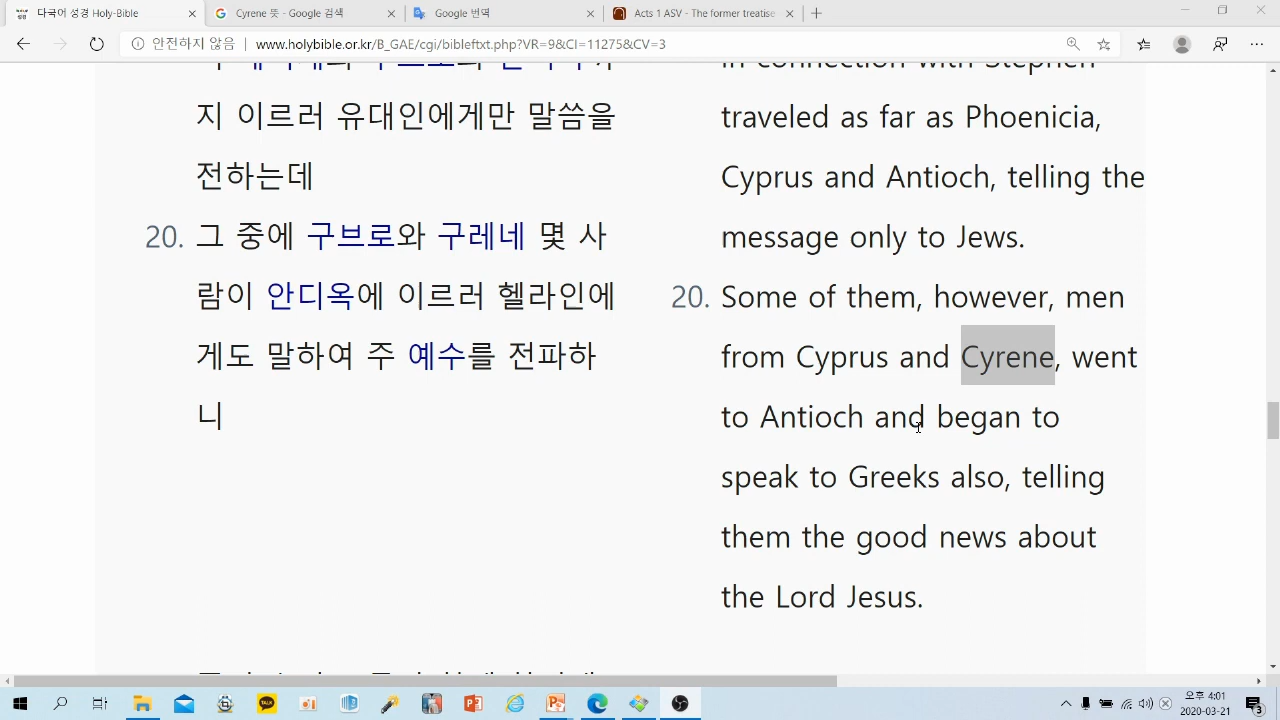 다국어 성경 Holy-Bible
Cyrene 뜻 - Google 검색
Google 번역
Acts 1 ASV - The former treatise
안전하지 않음
www.holybible.or.kr/B_GAE/cgi/bibleftxt.php?VR=9&CI=11275&CV=3
지 이르러 유대인에게만 말씀을
전하는데
20. 그 중에 구브로와 구레네 몇 사
람이 안디옥에 이르러 헬라인에
게도 말하여 주 예수를 전파하
니
in connection with Stephen
traveled as far as Phoenicia,
Cyprus and Antioch, telling the
message only to Jews.
20. Some of them, however, men
from Cyprus and Cyrene, went
to Antioch and began to
speak to Greeks also, telling
them the good news about
the Lord Jesus.
TALK
오후 4:01
2020-03-21
3